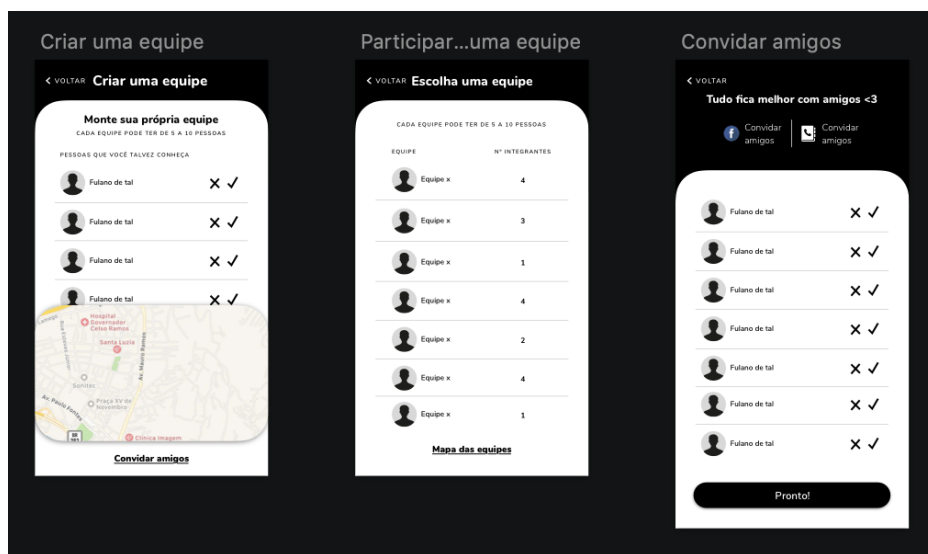 Criar uma equipe
VOLTAR Criar uma equipe
Monte sua própria equipe
CADA EQUIPE PODE TER DE 5 A 10 PESSOAS
PESSOAS QUE VOCÊ TALVEZ CONHEÇA
Fulano de tal
Fulano de tal
Fulano de tal
Fulano de tal
Hospital
Governador
Celso Ramos
Santa Luzia
Av. Mauro Ramos
Rua Esteves Júnior
Av. Paulo Fontes
Praça XV de
Novembro
Clínica Imagem
BR
Convidar amigos
Participar...uma equipe
VOLTAR Escolha uma equipe
CADA EQUIPE PODE TER DE 5 A 10 PESSOAS
EQUIPE Nº INTEGRANTES
Equipe x 4
Equipe x 3
Equipe x 1
Equipe x 4
Equipe x 2
Equipe x 4
Equipe x 1
Mapa das equipes
Convidar amigos
VOLTAR
Tudo fica melhor com amigos <3
Convidar
amigos
Convidar
amigos
Fulano de tal
Fulano de tal
Fulano de tal
Fulano de tal
Fulano de tal
Fulano de tal
Fulano de tal
Pronto!